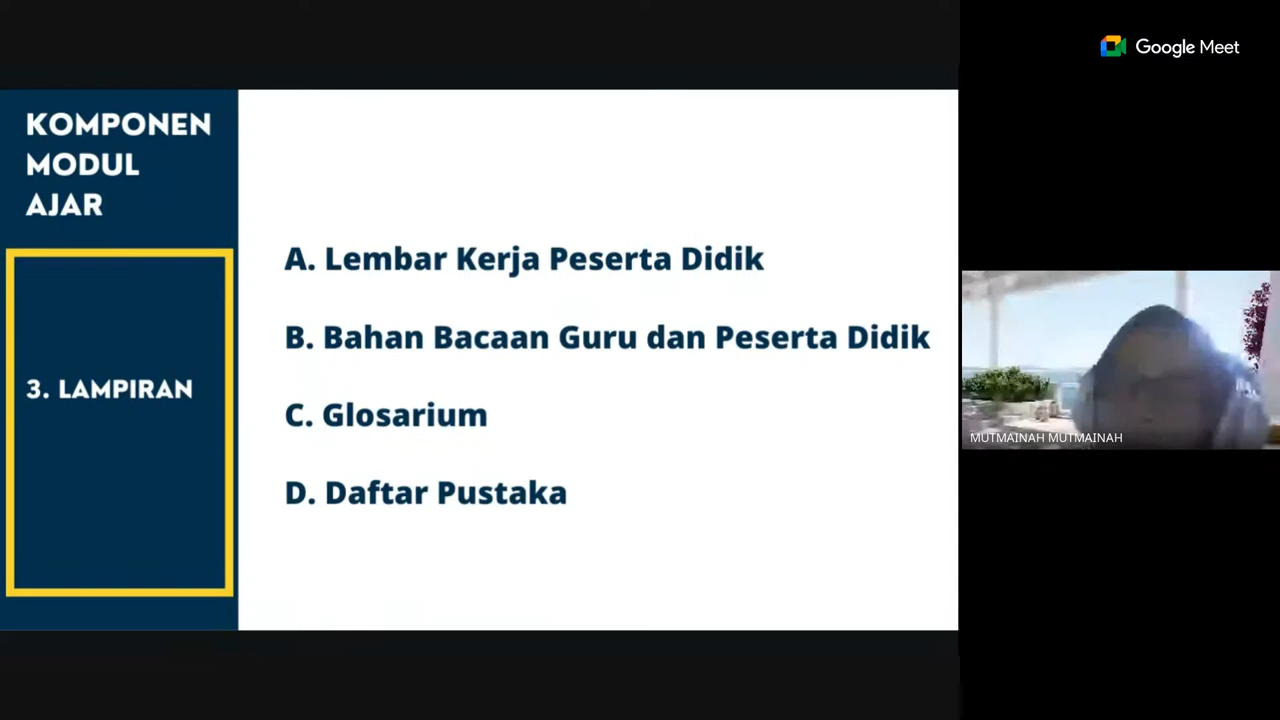 Google Meet
KOMPONEN
MODUL
AJAR
3. LAMPIRAN
A. Lembar Kerja Peserta Didik
B. Bahan Bacaan Guru dan Peserta Didik
C. Glosarium
D. Daftar Pustaka
MUTMAINAH MUTMAINAH